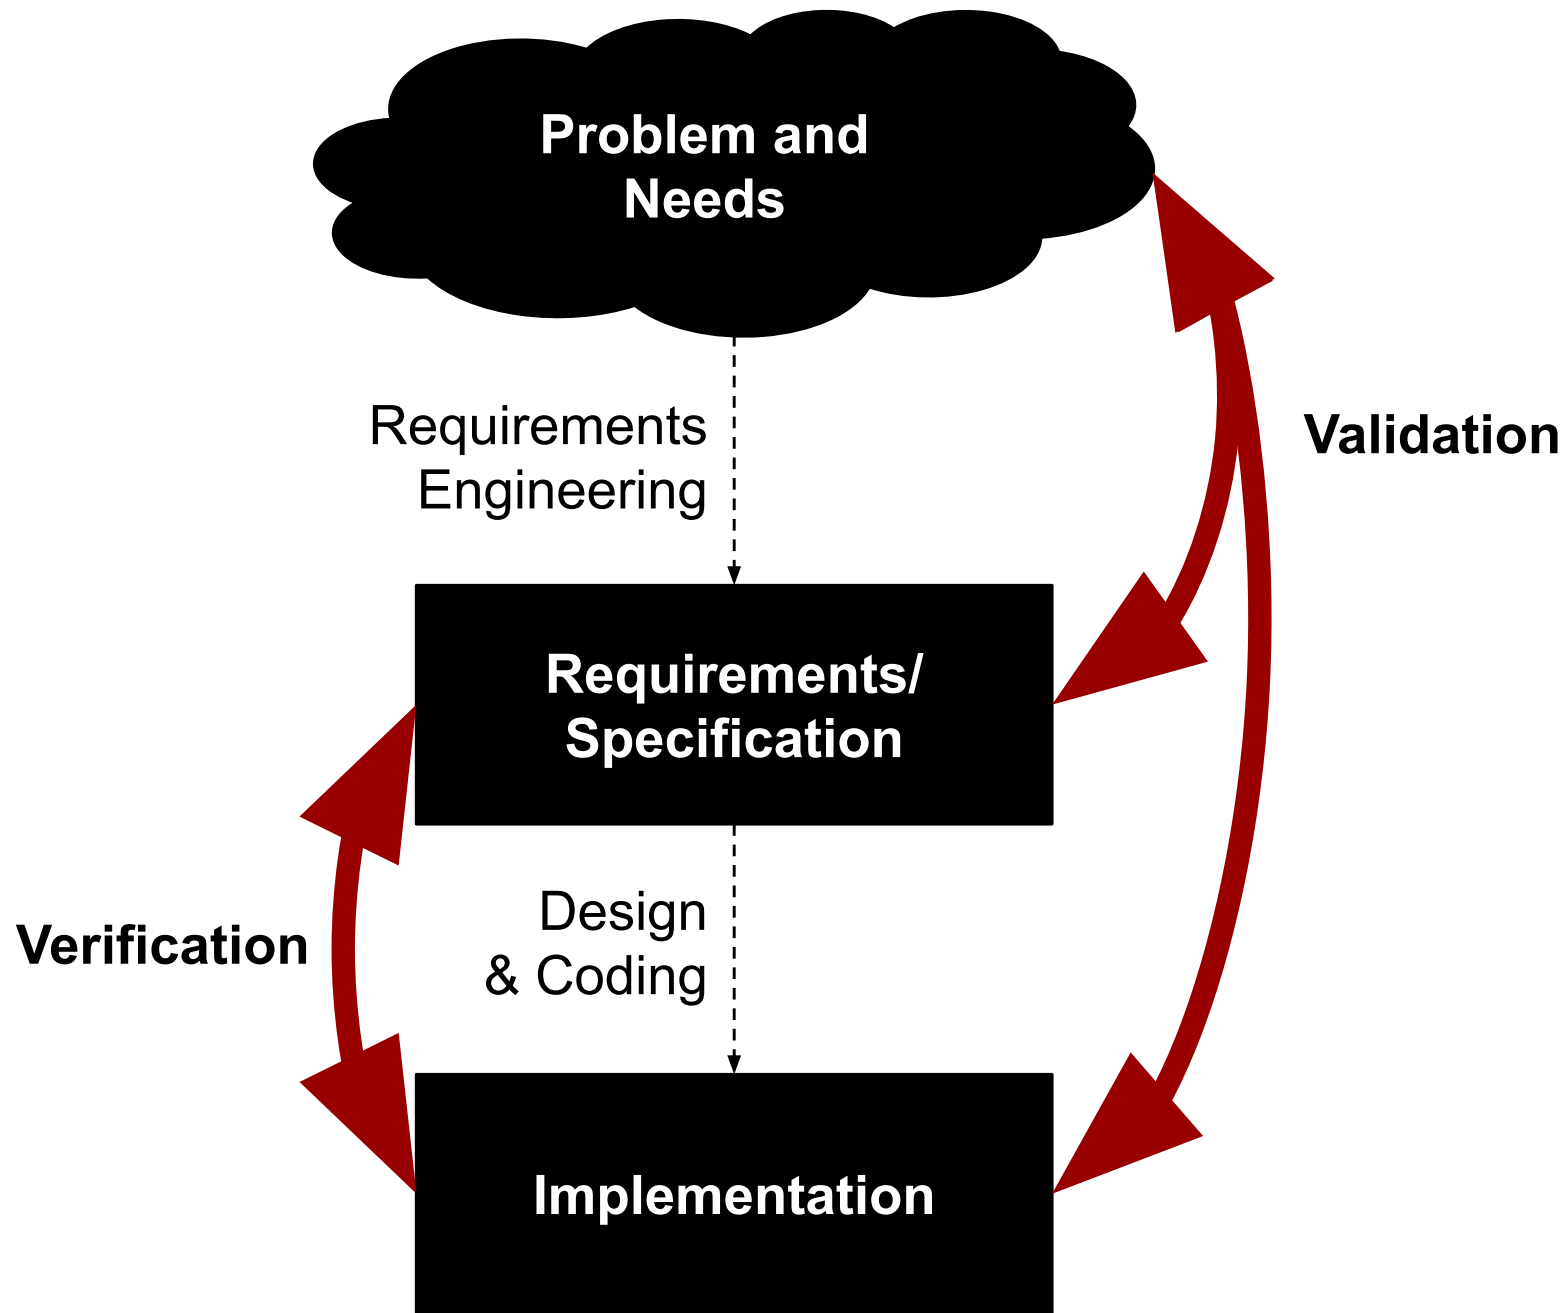 Problem and
Needs
Requirements
Engineering
Validation
Requirements/
Specification
Design
& Coding
Verification
Implementation